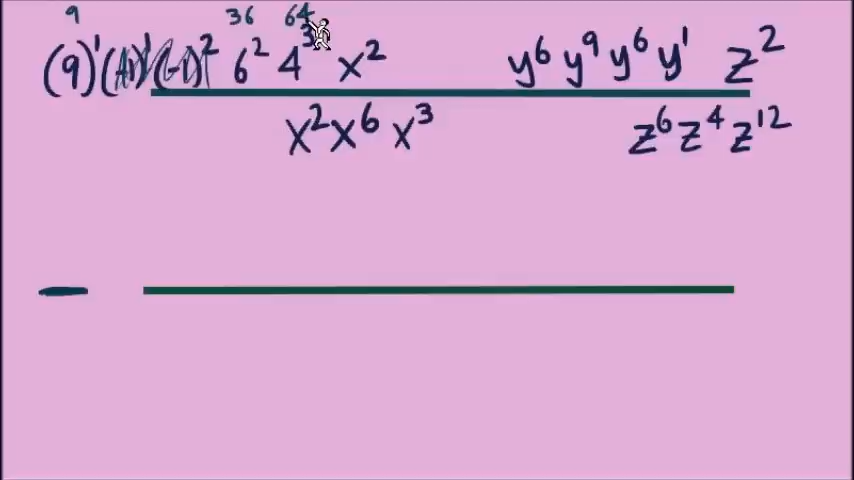 9 36 64
(9)¹ (-1)² 6² 4³ x² y⁶ y⁹ y⁶ y¹ z²
x² x⁶ x³ z⁶ z⁴ z¹²
−